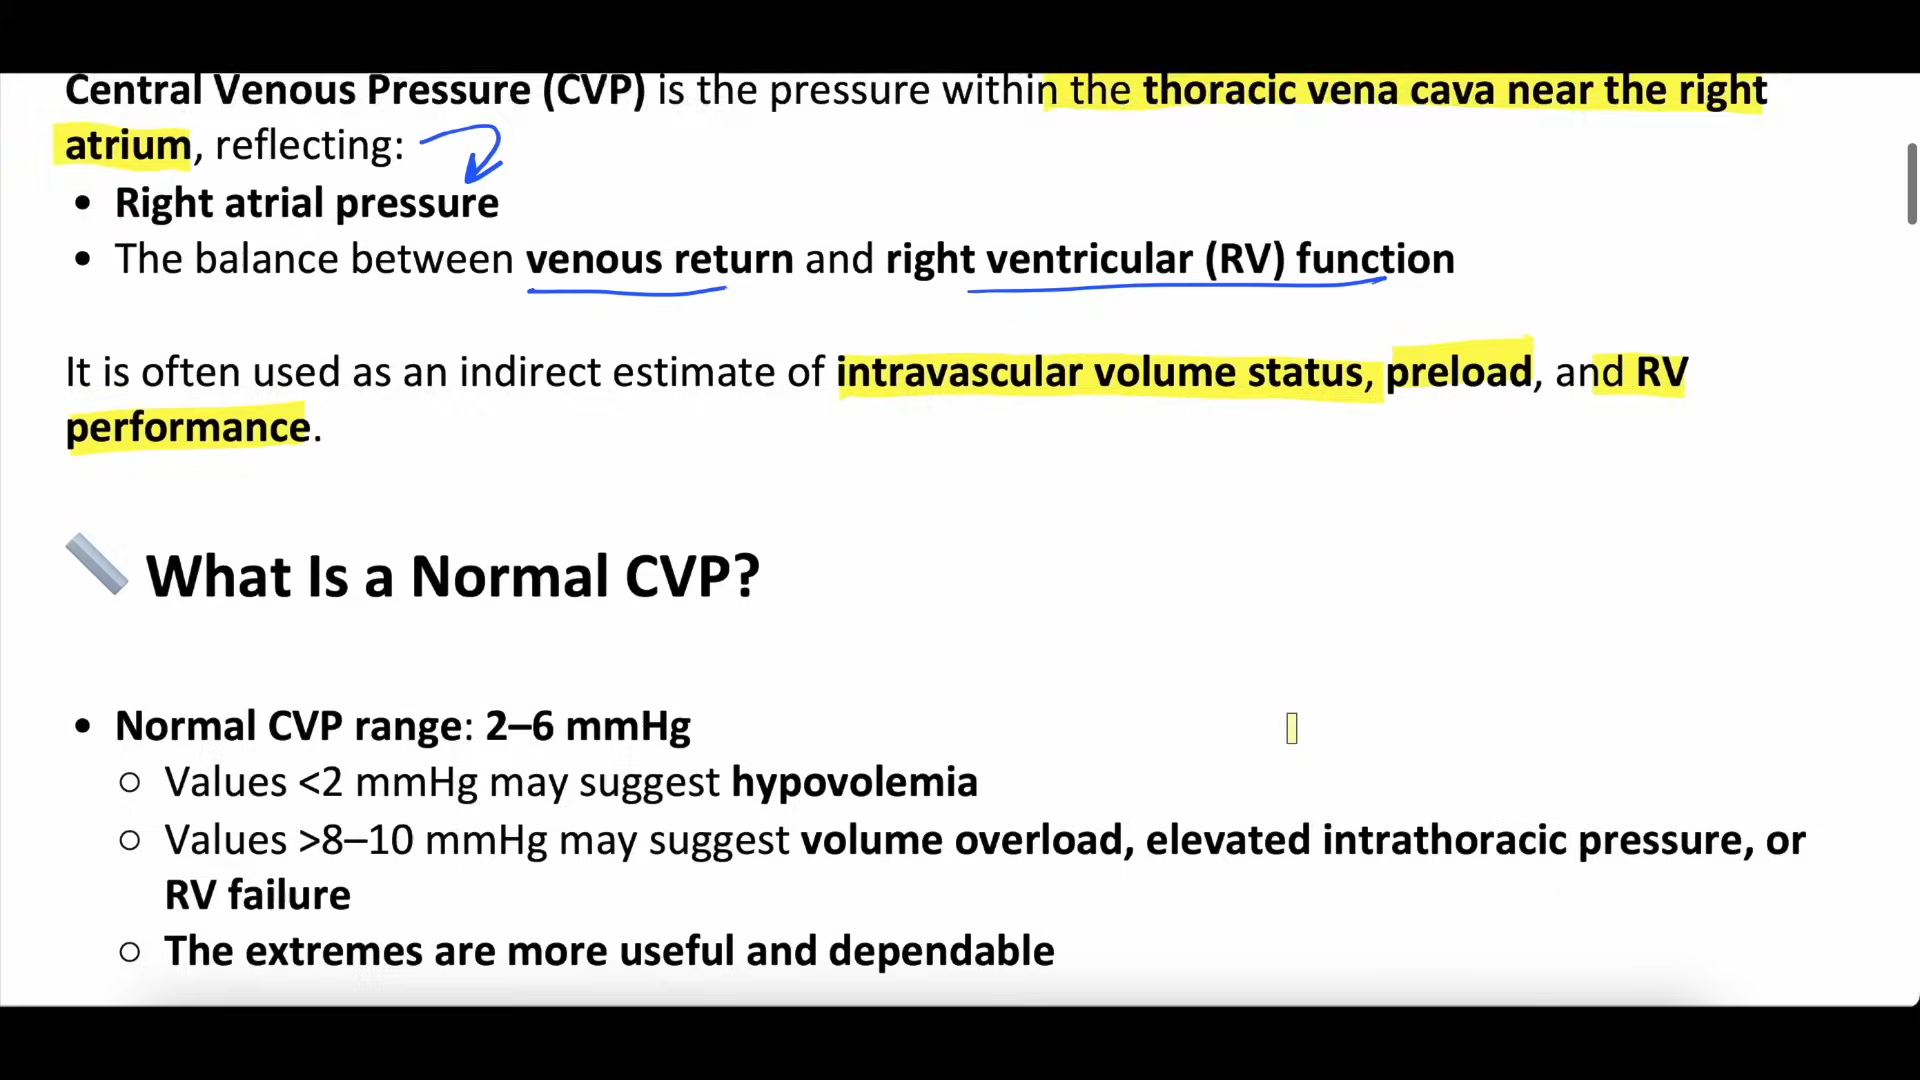 Central Venous Pressure (CVP) is the pressure within the thoracic vena cava near the right
atrium, reflecting:
• Right atrial pressure
• The balance between venous return and right ventricular (RV) function
It is often used as an indirect estimate of intravascular volume status, preload, and RV
performance.
What Is a Normal CVP?
• Normal CVP range: 2–6 mmHg
○ Values <2 mmHg may suggest hypovolemia
○ Values >8–10 mmHg may suggest volume overload, elevated intrathoracic pressure, or
RV failure
○ The extremes are more useful and dependable